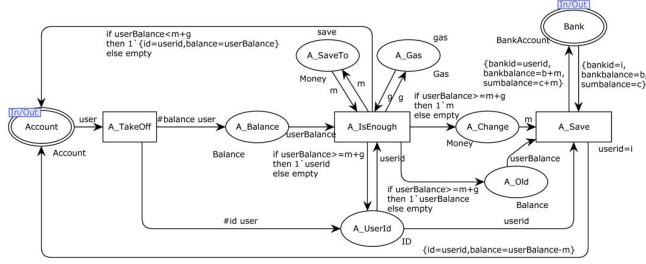 In/Out
Bank
BankAccount
if userBalance<m+g
then 1`{id=userid,balance=userBalance}
else empty
save
A_SaveTo
Money
m
m
gas
A_Gas
Gas
g
g
{bankid=userid,
bankbalance=b+m,
sumbalance=c+m}
{bankid=i,
bankbalance=b,
sumbalance=c}
In/Out
Account
Account
user
A_TakeOff
#balance user
A_Balance
Balance
userBalance
A_IsEnough
if userBalance>=m+g
then 1`m
else empty
A_Change
Money
m
A_Save
userid=i
if userBalance>=m+g
then 1`userid
else empty
userid
if userBalance>=m+g
then 1`userBalance
else empty
userBalance
A_Old
Balance
#id user
A_UserId
ID
userid
{id=userid,balance=userBalance-m}